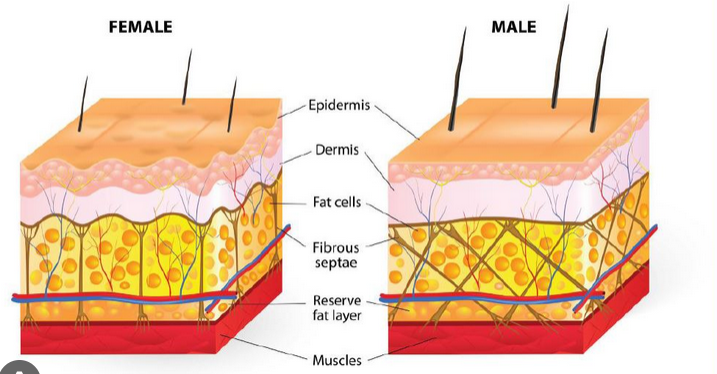 FEMALE
MALE
Epidermis
Dermis
Fat cells
Fibrous
septae
Reserve
fat layer
Muscles